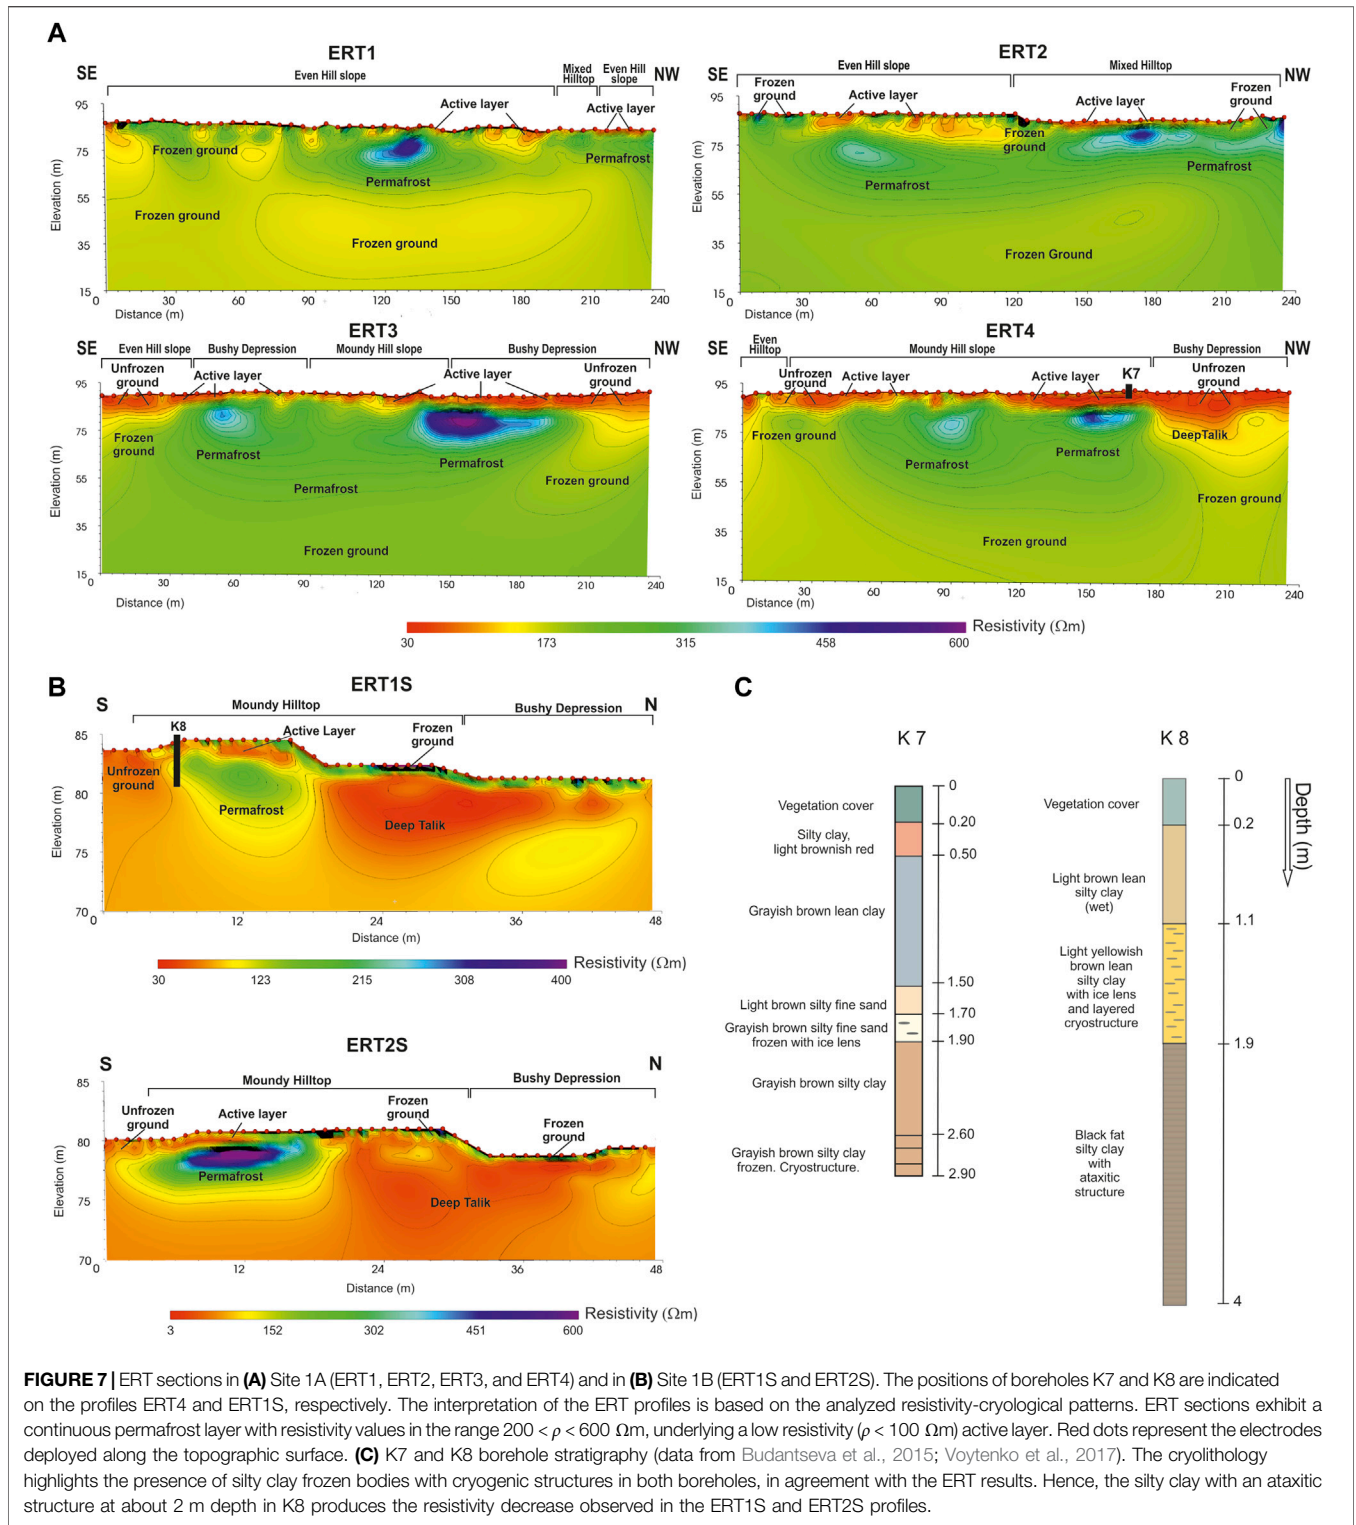 A
ERT1
SE
Even Hill slope
Mixed
Hilltop
Even Hill
slope
NW
Active layer
Active layer
Frozen ground
Permafrost
Permafrost
Frozen ground
Frozen ground
Elevation (m)
95
75
55
35
15
0 30 60 90 120 150 180 210 240
Distance (m)
ERT2
SE
Even Hill slope
Mixed Hilltop
NW
Frozen
ground
Active layer
Active layer
Frozen
ground
Frozen
ground
Permafrost
Permafrost
Frozen Ground
Elevation (m)
95
75
55
35
15
0 30 60 90 120 150 180 210 240
Distance (m)
ERT3
SE
Even Hill slope
Bushy Depression
Moundy Hill slope
Bushy Depression
NW
Unfrozen
ground
Active layer
Active layer
Unfrozen
ground
Frozen
ground
Permafrost
Permafrost
Permafrost
Frozen ground
Frozen ground
Elevation (m)
95
75
55
35
15
0 30 60 90 120 150 180 210 240
Distance (m)
ERT4
SE
Even
Hilltop
Moundy Hill slope
Bushy Depression
NW
Unfrozen
ground
Active layer
Active layer
K7
Unfrozen
ground
Frozen ground
DeepTalik
Permafrost
Permafrost
Frozen ground
Frozen ground
Elevation (m)
95
75
55
35
15
0 30 60 90 120 150 180 210 240
Distance (m)
Resistivity (Ωm)
30 173 315 458 600
B
ERT1S
S
Moundy Hilltop
Bushy Depression
N
K8
Active Layer
Frozen
ground
Unfrozen
ground
Permafrost
Deep Talik
Elevation (m)
85
80
75
70
0 12 24 36 48
Distance (m)
Resistivity (Ωm)
30 123 215 308 400
ERT2S
S
Moundy Hilltop
Bushy Depression
N
Unfrozen
ground
Active layer
Frozen
ground
Frozen
ground
Permafrost
Deep Talik
Elevation (m)
85
80
75
70
0 12 24 36 48
Distance (m)
Resistivity (Ωm)
3 152 302 451 600
C
K 7
Vegetation cover
Silty clay,
light brownish red
Grayish brown lean clay
Light brown silty fine sand
Grayish brown silty fine sand
frozen with ice lens
Grayish brown silty clay
Grayish brown silty clay
frozen. Cryostructure.
0
0.20
0.50
1.50
1.70
1.90
2.60
2.90
K 8
Vegetation cover
Light brown lean
silty clay
(wet)
Light yellowish
brown lean
silty clay
with ice lens
and layered
cryostructure
Black fat
silty clay
with
ataxitic
structure
0
0.2
1.1
1.9
4
Depth (m)
FIGURE 7 | ERT sections in (A) Site 1A (ERT1, ERT2, ERT3, and ERT4) and in (B) Site 1B (ERT1S and ERT2S). The positions of boreholes K7 and K8 are indicated
on the profiles ERT4 and ERT1S, respectively. The interpretation of the ERT profiles is based on the analyzed resistivity-cryological patterns. ERT sections exhibit a
continuous permafrost layer with resistivity values in the range 200 < ρ < 600 Ωm, underlying a low resistivity (ρ < 100 Ωm) active layer. Red dots represent the electrodes
deployed along the topographic surface. (C) K7 and K8 borehole stratigraphy (data from Budantseva et al., 2015; Voytenko et al., 2017). The cryolithology
highlights the presence of silty clay frozen bodies with cryogenic structures in both boreholes, in agreement with the ERT results. Hence, the silty clay with an ataxitic
structure at about 2 m depth in K8 produces the resistivity decrease observed in the ERT1S and ERT2S profiles.